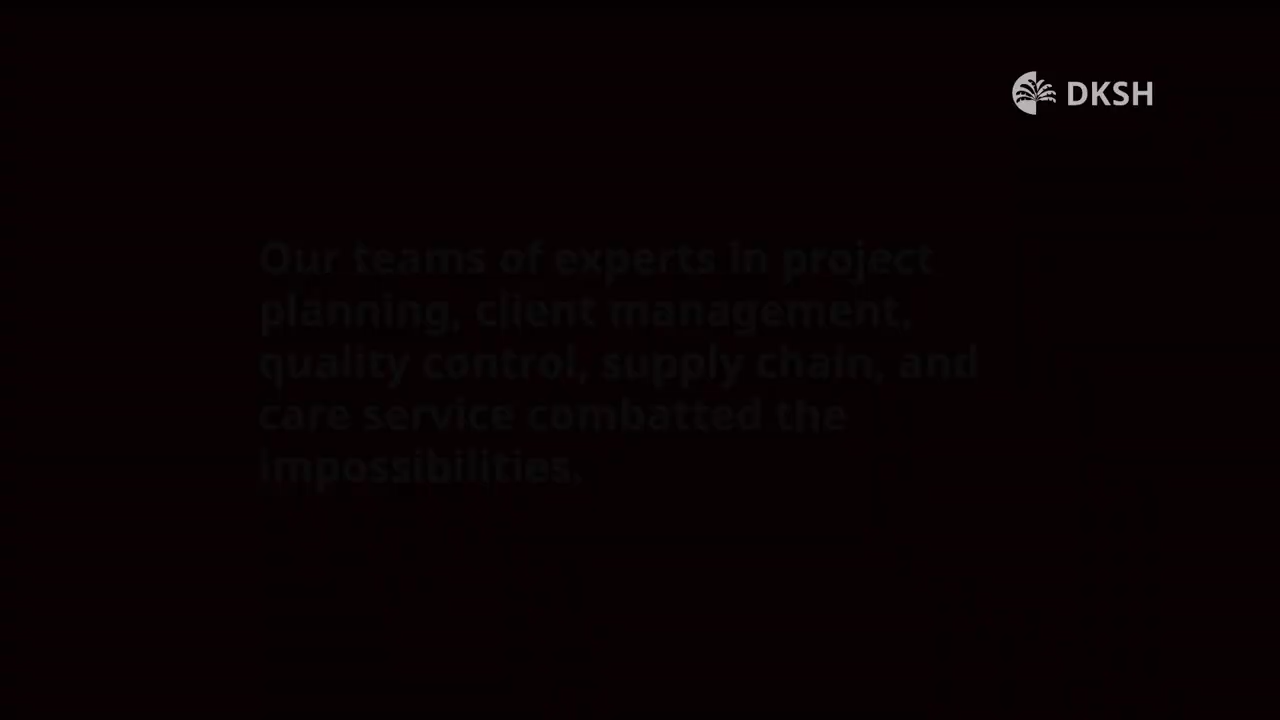 DKSH
Our teams of experts in project
planning, client management,
quality control, supply chain, and
care service combatted the
impossibilities.